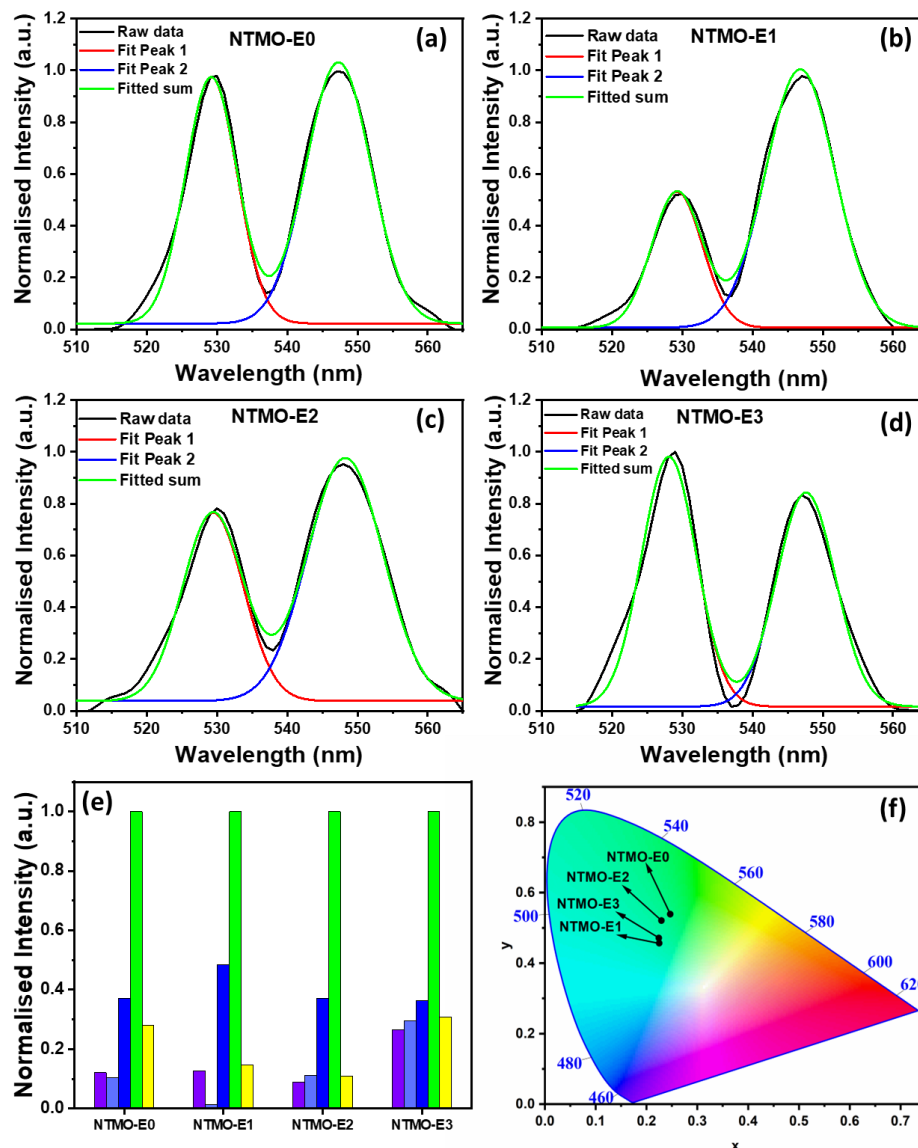 NTMO-E0
(a)
Raw data
Fit Peak 1
Fit Peak 2
Fitted sum
Normalised Intensity (a.u.)
1.2
1.0
0.8
0.6
0.4
0.2
0.0
510 520 530 540 550 560
Wavelength (nm)
NTMO-E1
(b)
Raw data
Fit Peak 1
Fit Peak 2
Fitted sum
Normalised Intensity (a.u.)
1.2
1.0
0.8
0.6
0.4
0.2
0.0
510 520 530 540 550 560
Wavelength (nm)
NTMO-E2
(c)
Raw data
Fit Peak 1
Fit Peak 2
Fitted sum
Normalised Intensity (a.u.)
1.2
1.0
0.8
0.6
0.4
0.2
0.0
510 520 530 540 550 560
Wavelength (nm)
NTMO-E3
(d)
Raw data
Fit Peak 1
Fit Peak 2
Fitted sum
Normalised Intensity (a.u.)
1.2
1.0
0.8
0.6
0.4
0.2
0.0
510 520 530 540 550 560
Wavelength (nm)
(e)
Normalised Intensity (a.u.)
1.0
0.8
0.6
0.4
0.2
0.0
NTMO-E0 NTMO-E1 NTMO-E2 NTMO-E3
(f)
520
540
560
580
600
620
500
480
460
NTMO-E0
NTMO-E2
NTMO-E3
NTMO-E1
y
0.8
0.6
0.4
0.2
0.0
0.0 0.1 0.2 0.3 0.4 0.5 0.6 0.7
x